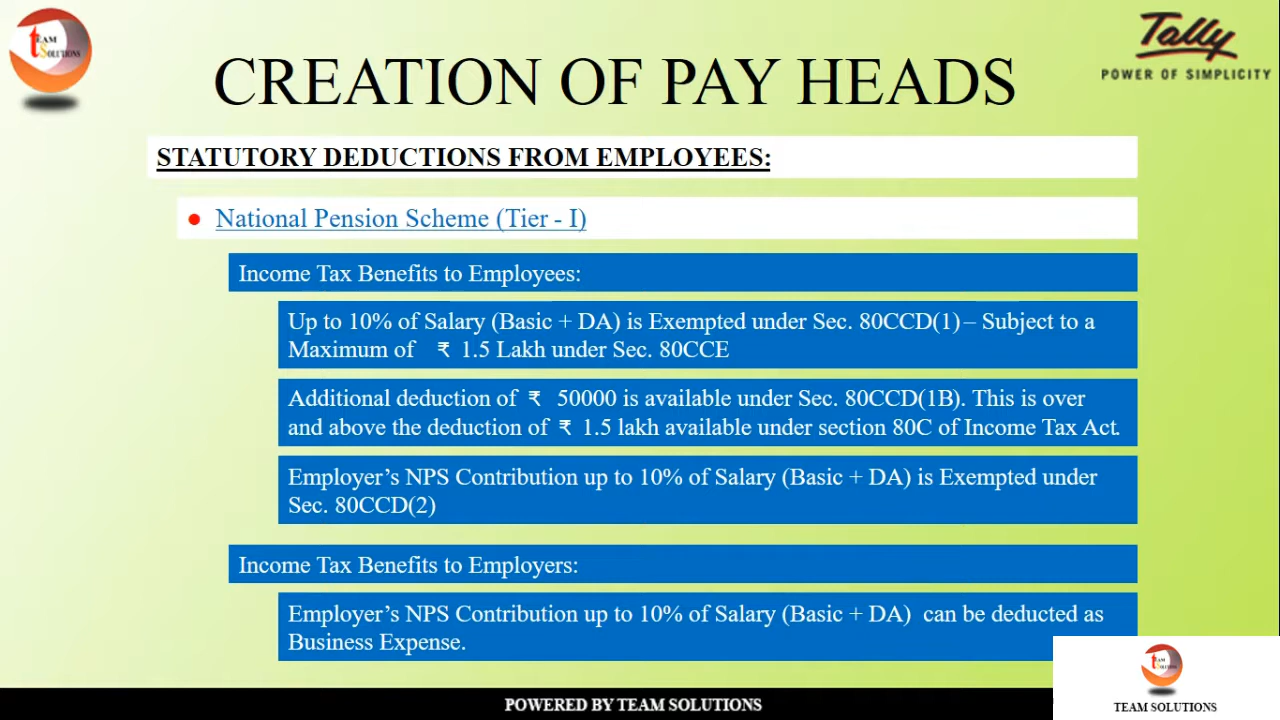 TEAM
SOLUTIONS
Tally
POWER OF SIMPLICITY
CREATION OF PAY HEADS
STATUTORY DEDUCTIONS FROM EMPLOYEES:
● National Pension Scheme (Tier - I)
Income Tax Benefits to Employees:
Up to 10% of Salary (Basic + DA) is Exempted under Sec. 80CCD(1) – Subject to a
Maximum of ₹ 1.5 Lakh under Sec. 80CCE
Additional deduction of ₹ 50000 is available under Sec. 80CCD(1B). This is over
and above the deduction of ₹ 1.5 lakh available under section 80C of Income Tax Act.
Employer’s NPS Contribution up to 10% of Salary (Basic + DA) is Exempted under
Sec. 80CCD(2)
Income Tax Benefits to Employers:
Employer’s NPS Contribution up to 10% of Salary (Basic + DA) can be deducted as
Business Expense.
TEAM
SOLUTIONS
POWERED BY TEAM SOLUTIONS
TEAM SOLUTIONS